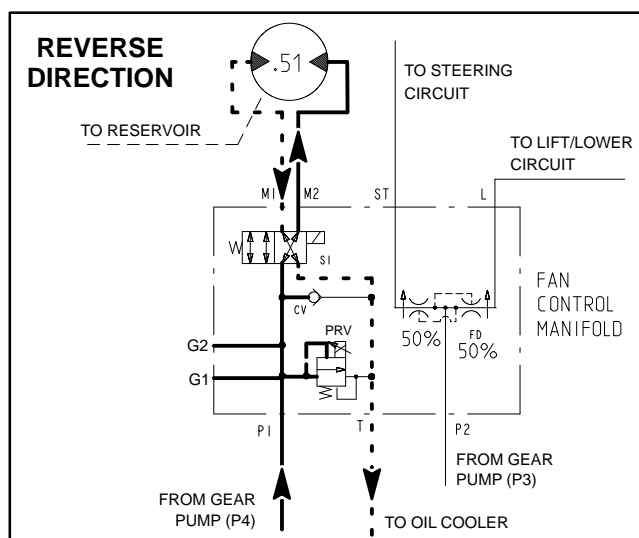 REVERSE
DIRECTION
.51
TO STEERING
CIRCUIT
TO RESERVOIR
TO LIFT/LOWER
CIRCUIT
M1 M2 ST L
S1
CV
PRV
FAN
CONTROL
MANIFOLD
G2
G1
50% FD 50%
P1 T P2
FROM GEAR
PUMP (P3)
FROM GEAR
PUMP (P4)
TO OIL COOLER